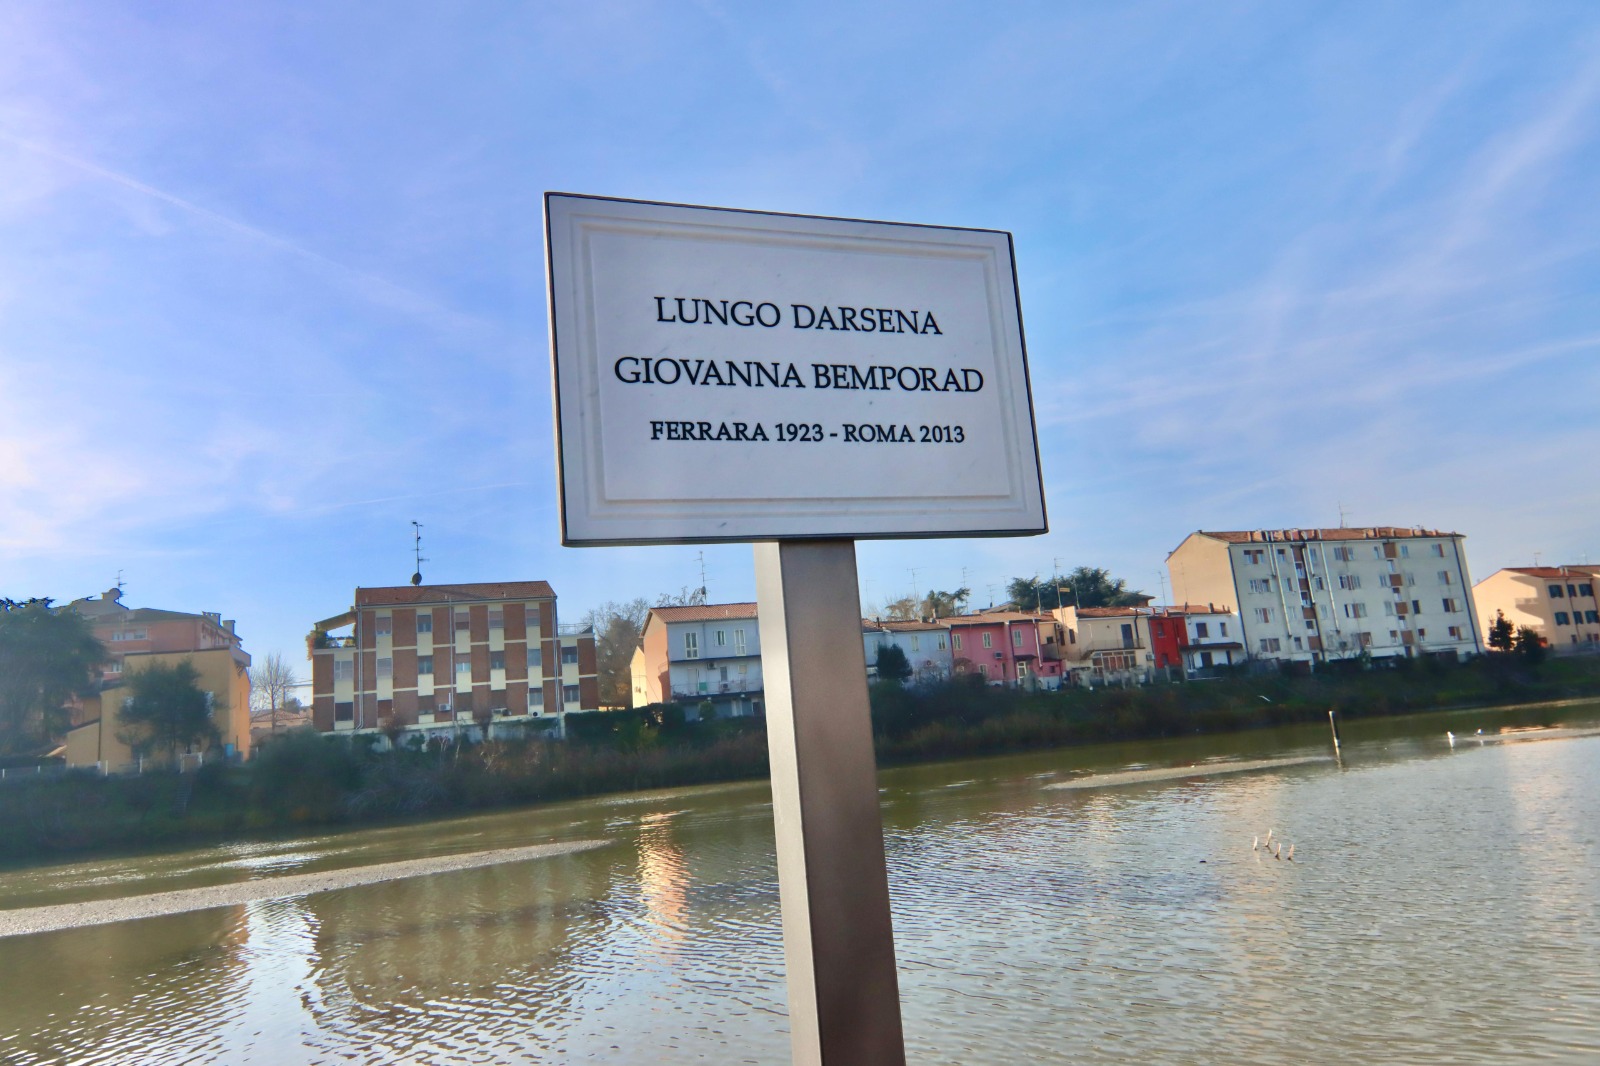 LUNGO DARSENA
GIOVANNA BEMPORAD
FERRARA 1923 - ROMA 2013